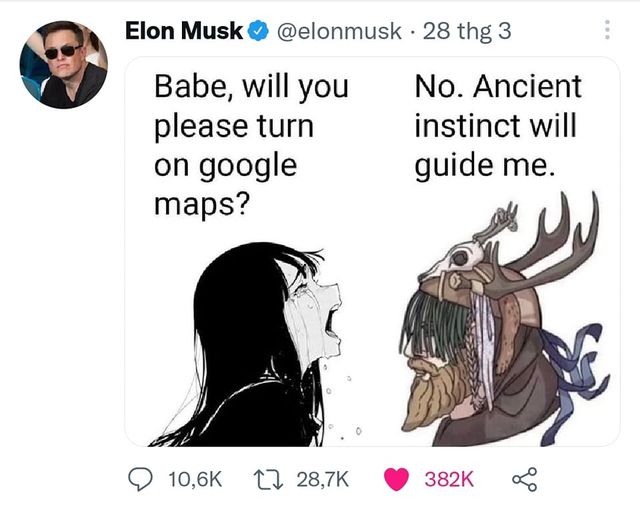 Elon Musk @elonmusk · 28 thg 3
Babe, will you
please turn
on google
maps?
No. Ancient
instinct will
guide me.
10,6K 28,7K 382K